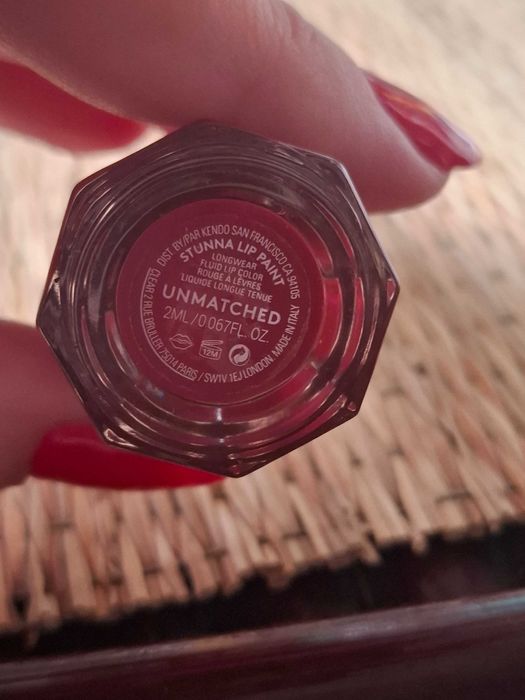 DIST. BY/PAR KENDO SAN FRANCISCO CA 94105
STUNNA LIP PAINT
LONGWEAR
FLUID LIP COLOR
ROUGE À LÈVRES
LIQUIDE LONGUE TENUE
UNMATCHED
2ML / 0.067FL. OZ.
12M
CLEAR 2 RUE BRULLER 75014 PARIS / SW1V 1EJ LONDON. MADE IN ITALY